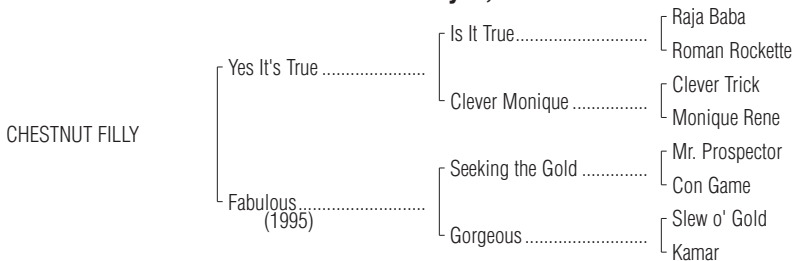 Raja Baba
Is It True
Roman Rockette
Yes It's True
Clever Trick
Clever Monique
Monique Rene
CHESTNUT FILLY
Mr. Prospector
Seeking the Gold
Con Game
Fabulous
(1995)
Slew o' Gold
Gorgeous
Kamar